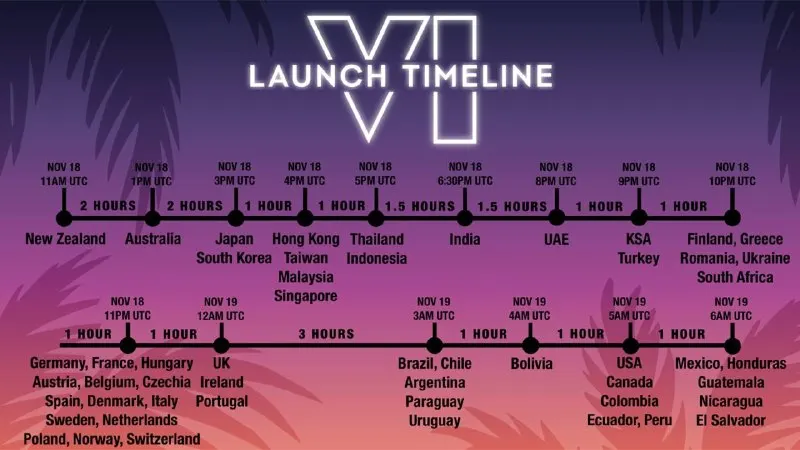 VI
LAUNCH TIMELINE
NOV 18
11AM UTC
2 HOURS
New Zealand
NOV 18
1PM UTC
2 HOURS
Australia
NOV 18
3PM UTC
1 HOUR
Japan
South Korea
NOV 18
4PM UTC
1 HOUR
Hong Kong
Taiwan
Malaysia
Singapore
NOV 18
5PM UTC
1.5 HOURS
Thailand
Indonesia
NOV 18
6:30PM UTC
1.5 HOURS
India
NOV 18
8PM UTC
1 HOUR
UAE
NOV 18
9PM UTC
1 HOUR
KSA
Turkey
NOV 18
10PM UTC
Finland, Greece
Romania, Ukraine
South Africa
1 HOUR
NOV 18
11PM UTC
1 HOUR
Germany, France, Hungary
Austria, Belgium, Czechia
Spain, Denmark, Italy
Sweden, Netherlands
Poland, Norway, Switzerland
NOV 19
12AM UTC
3 HOURS
UK
Ireland
Portugal
NOV 19
3AM UTC
1 HOUR
Brazil, Chile
Argentina
Paraguay
Uruguay
NOV 19
4AM UTC
1 HOUR
Bolivia
NOV 19
5AM UTC
1 HOUR
USA
Canada
Colombia
Ecuador, Peru
NOV 19
6AM UTC
Mexico, Honduras
Guatemala
Nicaragua
El Salvador